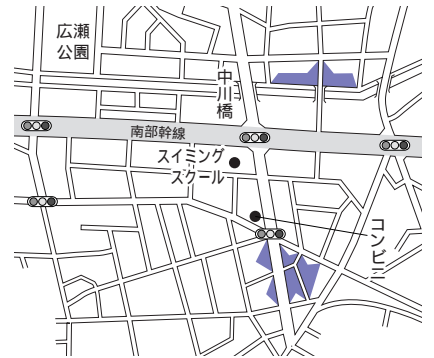 広瀬
公園
中川橋
南部幹線
スイミング
スクール
コンビニ